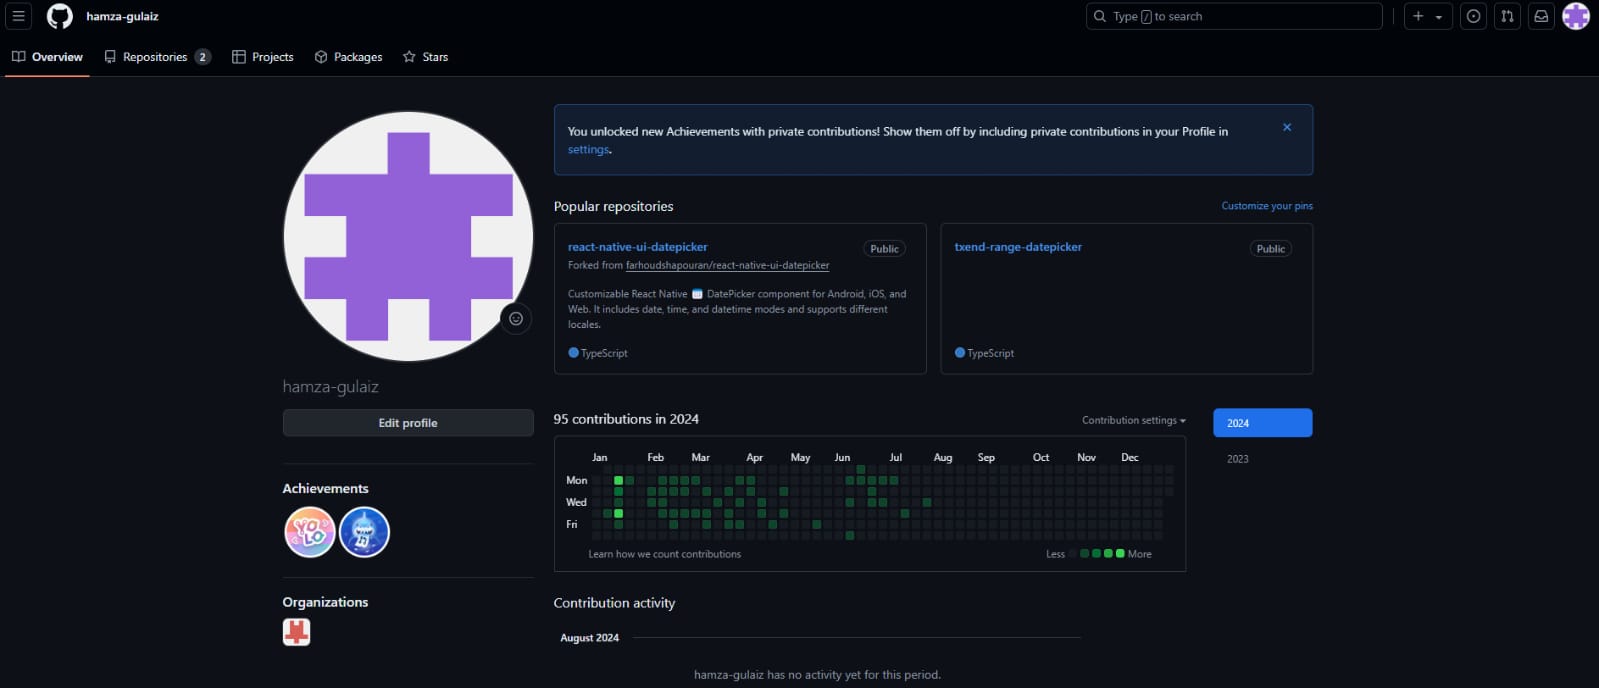 hamza-gulaiz
Type / to search
Overview Repositories 2 Projects Packages Stars
You unlocked new Achievements with private contributions! Show them off by including private contributions in your Profile in
settings.
Popular repositories
Customize your pins
react-native-ui-datepicker Public
Forked from farhoudshapouran/react-native-ui-datepicker
Customizable React Native DatePicker component for Android, iOS, and
Web. It includes date, time, and datetime modes and supports different
locales.
TypeScript
txend-range-datepicker Public
TypeScript
hamza-gulaiz
Edit profile
Achievements
YOLO
Organizations
95 contributions in 2024
Contribution settings
2024
2023
Jan Feb Mar Apr May Jun Jul Aug Sep Oct Nov Dec
Mon
Wed
Fri
Learn how we count contributions
Less More
Contribution activity
August 2024
hamza-gulaiz has no activity yet for this period.